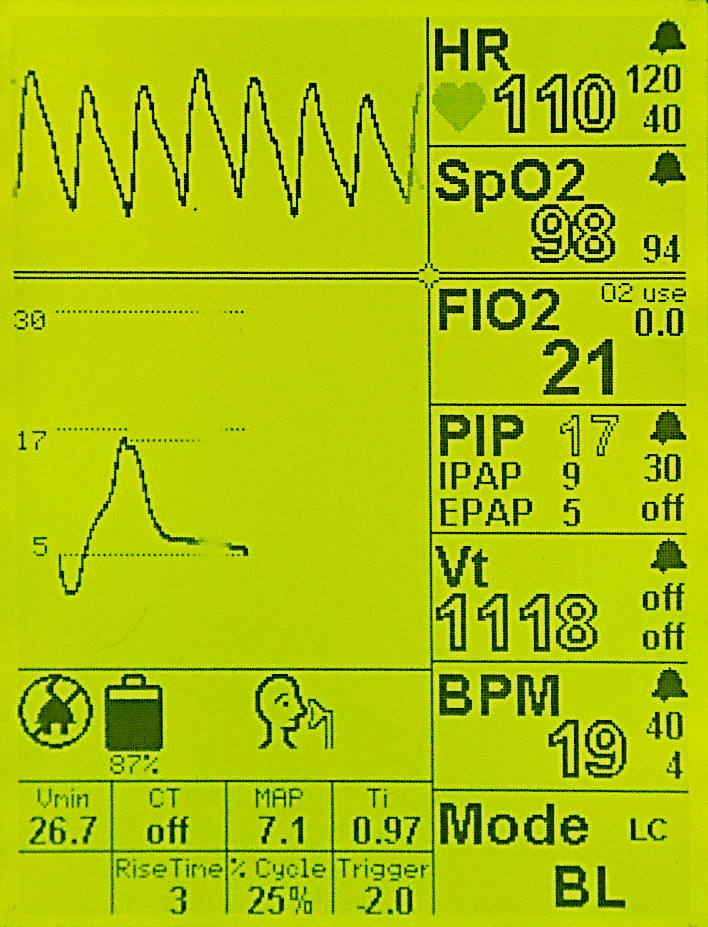 HR
120
110
40
SpO2
98
94
30
FIO2
O2 use
0.0
21
17
PIP 17
30
IPAP 9
EPAP 5
off
5
Vt
off
1118
off
BPM
40
19
4
87%
Vmin CT MAP Ti
26.7 off 7.1 0.97
RiseTime % Cycle Trigger
3 25% -2.0
Mode LC
BL